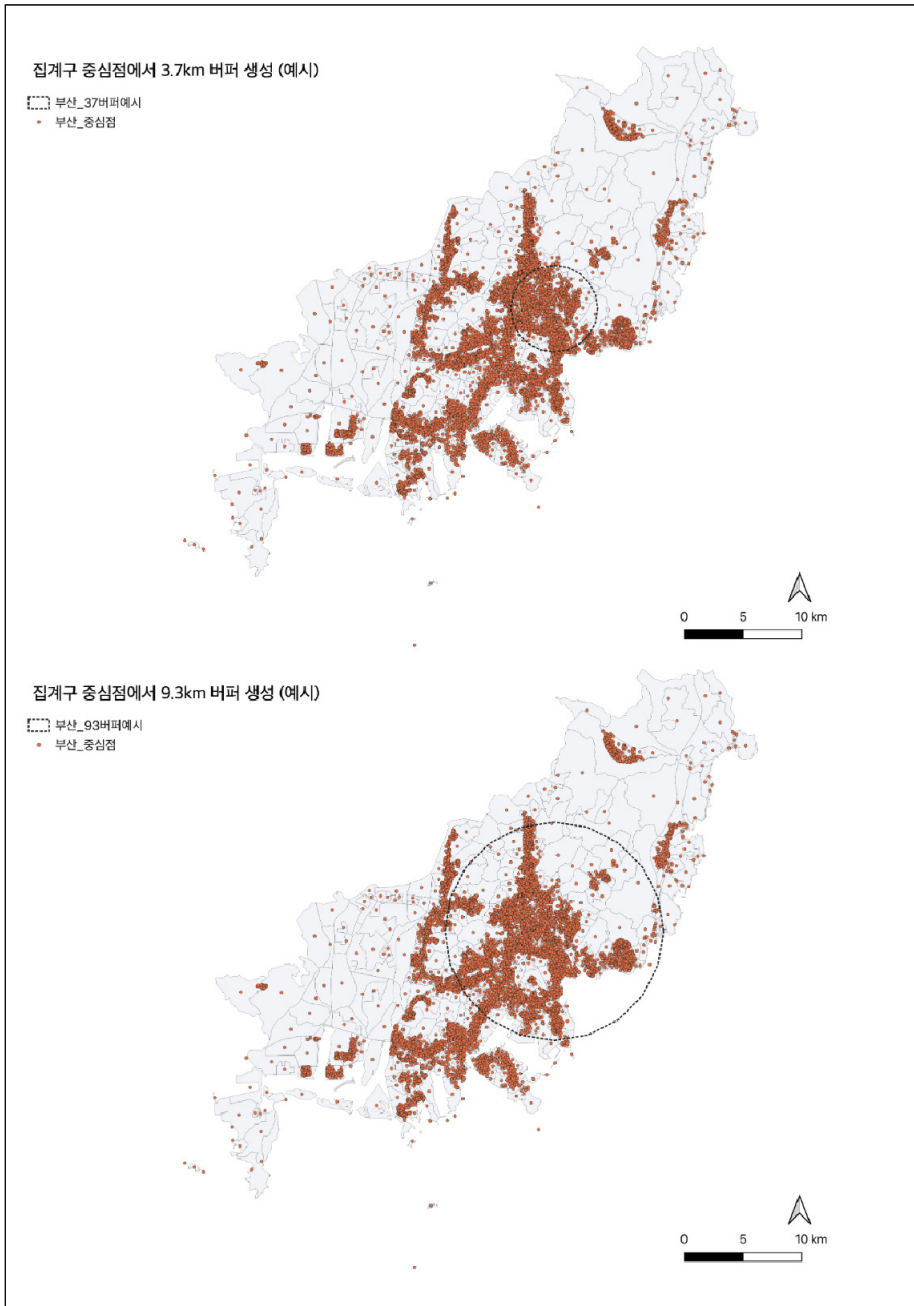 집계구 중심점에서 3.7km 버퍼 생성 (예시)
부산_37버퍼예시
부산_중심점
0 5 10 km
집계구 중심점에서 9.3km 버퍼 생성 (예시)
부산_93버퍼예시
부산_중심점
0 5 10 km